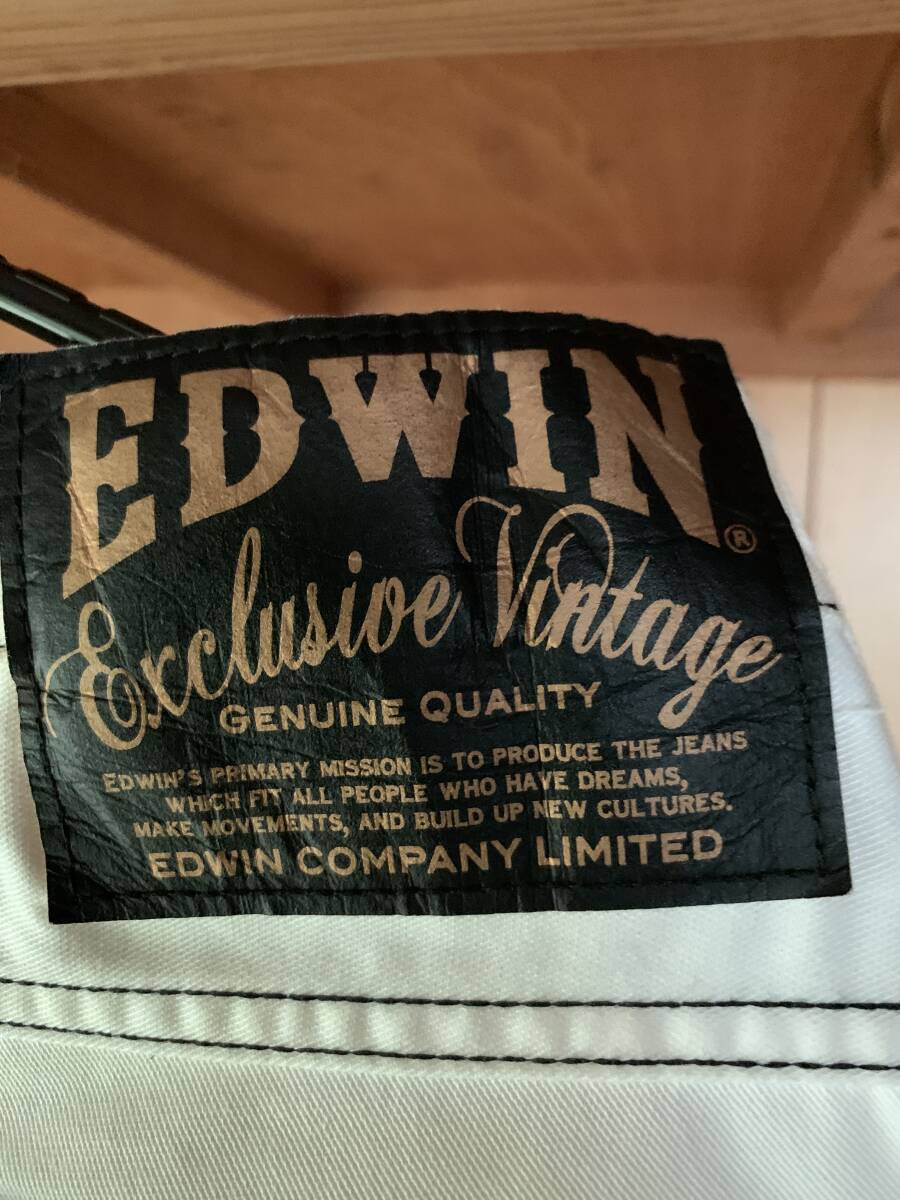 EDWIN®
Exclusive Vintage
GENUINE QUALITY
EDWIN'S PRIMARY MISSION IS TO PRODUCE THE JEANS
WHICH FIT ALL PEOPLE WHO HAVE DREAMS,
MAKE MOVEMENTS, AND BUILD UP NEW CULTURES.
EDWIN COMPANY LIMITED